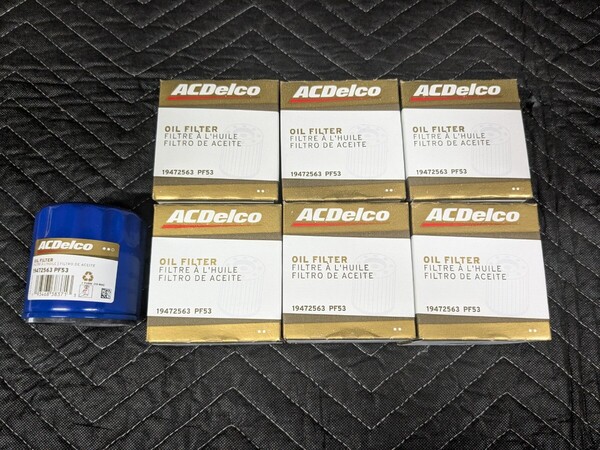 ACDelco
OIL FILTER
FILTRE À L'HUILE
FILTRO DE ACEITE
19472563 PF53
ACDelco
OIL FILTER
FILTRE À L'HUILE
FILTRO DE ACEITE
19472563 PF53
ACDelco
OIL FILTER
FILTRE À L'HUILE
FILTRO DE ACEITE
19472563 PF53
ACDelco
OIL FILTER
19472563 PF53
ACDelco
OIL FILTER
FILTRE À L'HUILE
FILTRO DE ACEITE
19472563 PF53
ACDelco
OIL FILTER
FILTRE À L'HUILE
FILTRO DE ACEITE
19472563 PF53
ACDelco
OIL FILTER
FILTRE À L'HUILE
FILTRO DE ACEITE
19472563 PF53